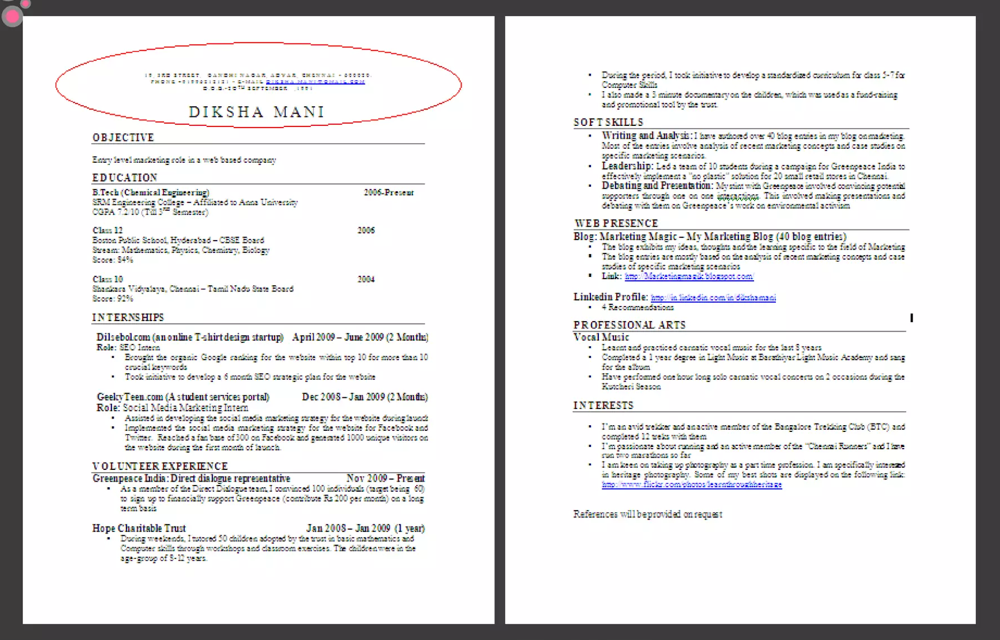 19, 3RD STREET, GANDHI NAGAR, ADYAR, CHENNAI -
PHONE E-MAIL DIKSHA.MANI@GMAIL.COM
D.O.B.- SEPTEMBER ,1991
DIKSHA MANI
OBJECTIVE
Entry level marketing role in a web based company
EDUCATION
B.Tech (Chemical Engineering) 2006-Present
SRM Engineering College – Affiliated to Anna University
CGPA 7.2/10 (Till 3RD Semester)
Class 12 2006
Boston Public School, Hyderabad – CBSE Board
Stream: Mathematics, Physics, Chemistry, Biology
Score: 84%
Class 10 2004
Shankara Vidyalaya, Chennai – Tamil Nadu State Board
Score: 92%
INTERNSHIPS
Dilsebol.com (an online T-shirt design startup) April 2009 – June 2009 (2 Months)
Role: SEO Intern
• Brought the organic Google ranking for the website within top 10 for more than 10
crucial keywords
• Took initiative to develop a 6 month SEO strategic plan for the website
GeekyTeen.com (A student services portal) Dec 2008 – Jan 2009 (2 Months)
Role: Social Media Marketing Intern
• Assisted in developing the social media marketing strategy for the website during launch
• Implemented the social media marketing strategy for the website for Facebook and
Twitter. Reached a fan base of 300 on Facebook and generated 1000 unique visitors on
the website during the first month of launch.
VOLUNTEER EXPERIENCE
Greenpeace India: Direct dialogue representative Nov 2009 – Present
• As a member of the Direct Dialogue team, I convinced 100 individuals (target being 60)
to sign up to financially support Greenpeace (contribute Rs 200 per month) on a long
term basis
Hope Charitable Trust Jan 2008 – Jan 2009 (1 year)
• During weekends, I tutored 50 children adopted by the trust in basic mathematics and
Computer skills through workshops and classroom exercises. The children were in the
age-group of 8-12 years.
• During the period, I took initiative to develop a standardized curriculum for class 5-7 for
Computer Skills
• I also made a 3 minute documentary on the children, which was used as a fund-raising
and promotional tool by the trust.
SOFT SKILLS
• Writing and Analysis: I have authored over 40 blog entries in my blog on marketing.
Most of the entries involve analysis of recent marketing concepts and case studies on
specific marketing scenarios.
• Leadership: Led a team of 10 students during a campaign for Greenpeace India to
effectively implement a "no plastic" solution for 20 small retail stores in Chennai.
• Debating and Presentation: My stint with Greenpeace involved convincing potential
supporters through one on one interactions. This involved making presentations and
debating with them on Greenpeace's work on environmental activism
WEB PRESENCE
Blog: Marketing Magic – My Marketing Blog (40 blog entries)
• The blog exhibits my ideas, thoughts and the learning specific to the field of Marketing
• The blog entries are mostly based on the analysis of recent marketing concepts and case
studies of specific marketing scenarios
• Link: http://Marketingmagik.blogspot.com/
Linkedin Profile: http://in.linkedin.com/in/dikshamani
• 4 Recommendations
PROFESSIONAL ARTS
Vocal Music
• Learnt and practiced carnatic vocal music for the last 8 years
• Completed a 1 year degree in Light Music at Barathiyar Light Music Academy and sang
for the album
• Have performed one hour long solo carnatic vocal concerts on 2 occasions during the
Kutcheri Season
INTERESTS
• I'm an avid trekker and an active member of the Bangalore Trekking Club (BTC) and
completed 12 treks with them
• I'm passionate about running and an active member of the "Chennai Runners" and I have
run two marathons so far
• I am keen on taking up photography as a part time profession. I am specifically interested
in heritage photography. Some of my best shots are displayed on the following link:
http://www.flickr.com/photos/learnthroughheritage
References will be provided on request